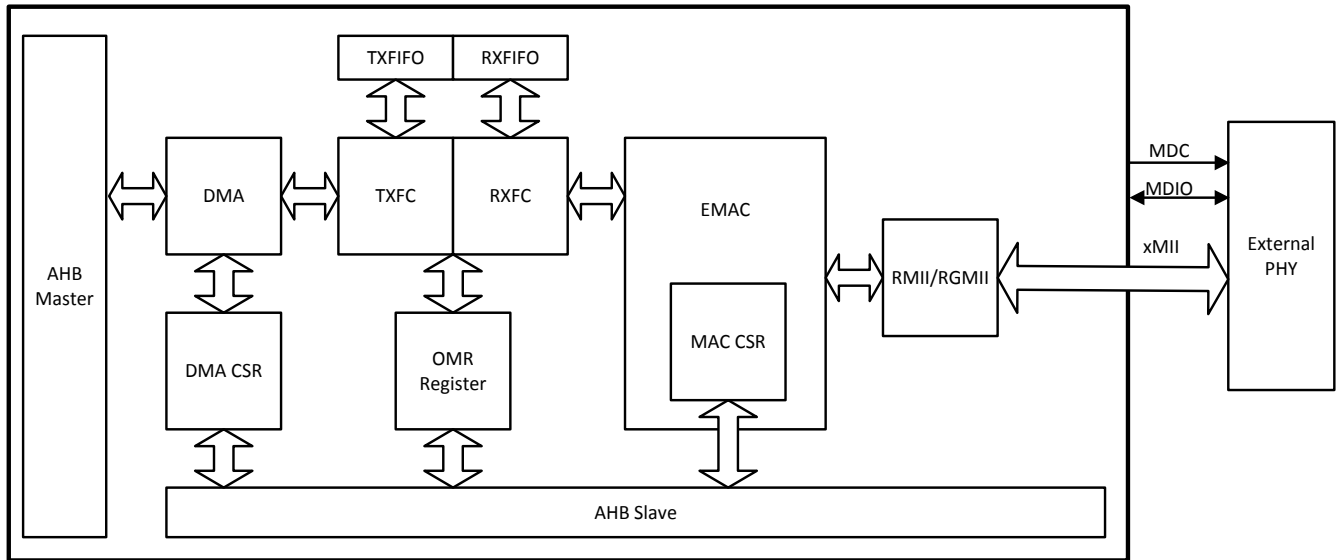 TXFIFO
RXFIFO
AHB
Master
DMA
TXFC
RXFC
EMAC
DMA CSR
OMR
Register
MAC CSR
RMII/RGMII
MDC
MDIO
xMII
External
PHY
AHB Slave